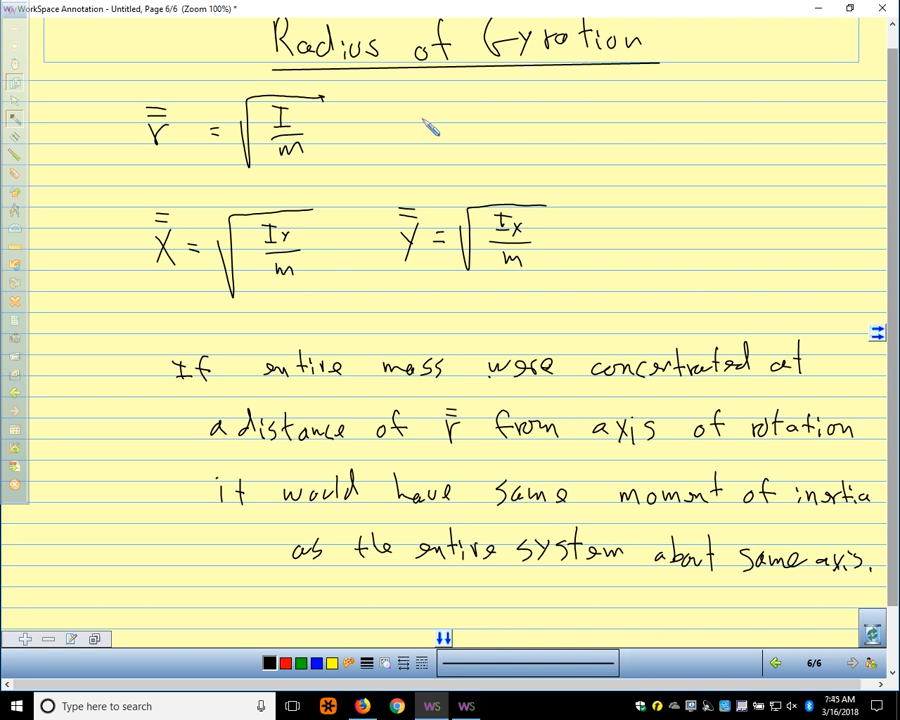 WorkSpace Annotation - Untitled, Page 6/6 (Zoom 100%) *
Radius of Gyration
r̿ = √(I/m)
x̿ = √(Iy/m) y̿ = √(Ix/m)
If entire mass were concentrated at
a distance of r̿ from axis of rotation
it would have same moment of inertia
as the entire system about same axis.
6/6
Type here to search
WS WS
7:45 AM
3/16/2018